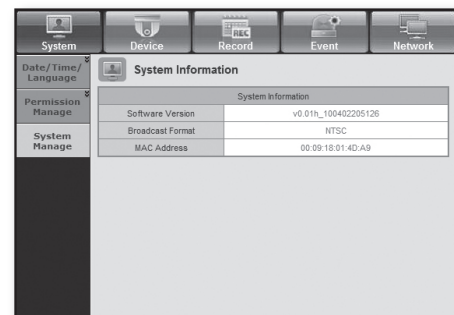 System
Device
REC
Record
Event
Network
Date/Time/
Language
Permission
Manage
System
Manage
System Information
System Information
Software Version
v0.01h_100402205126
Broadcast Format
NTSC
MAC Address
00:09:18:01:4D:A9